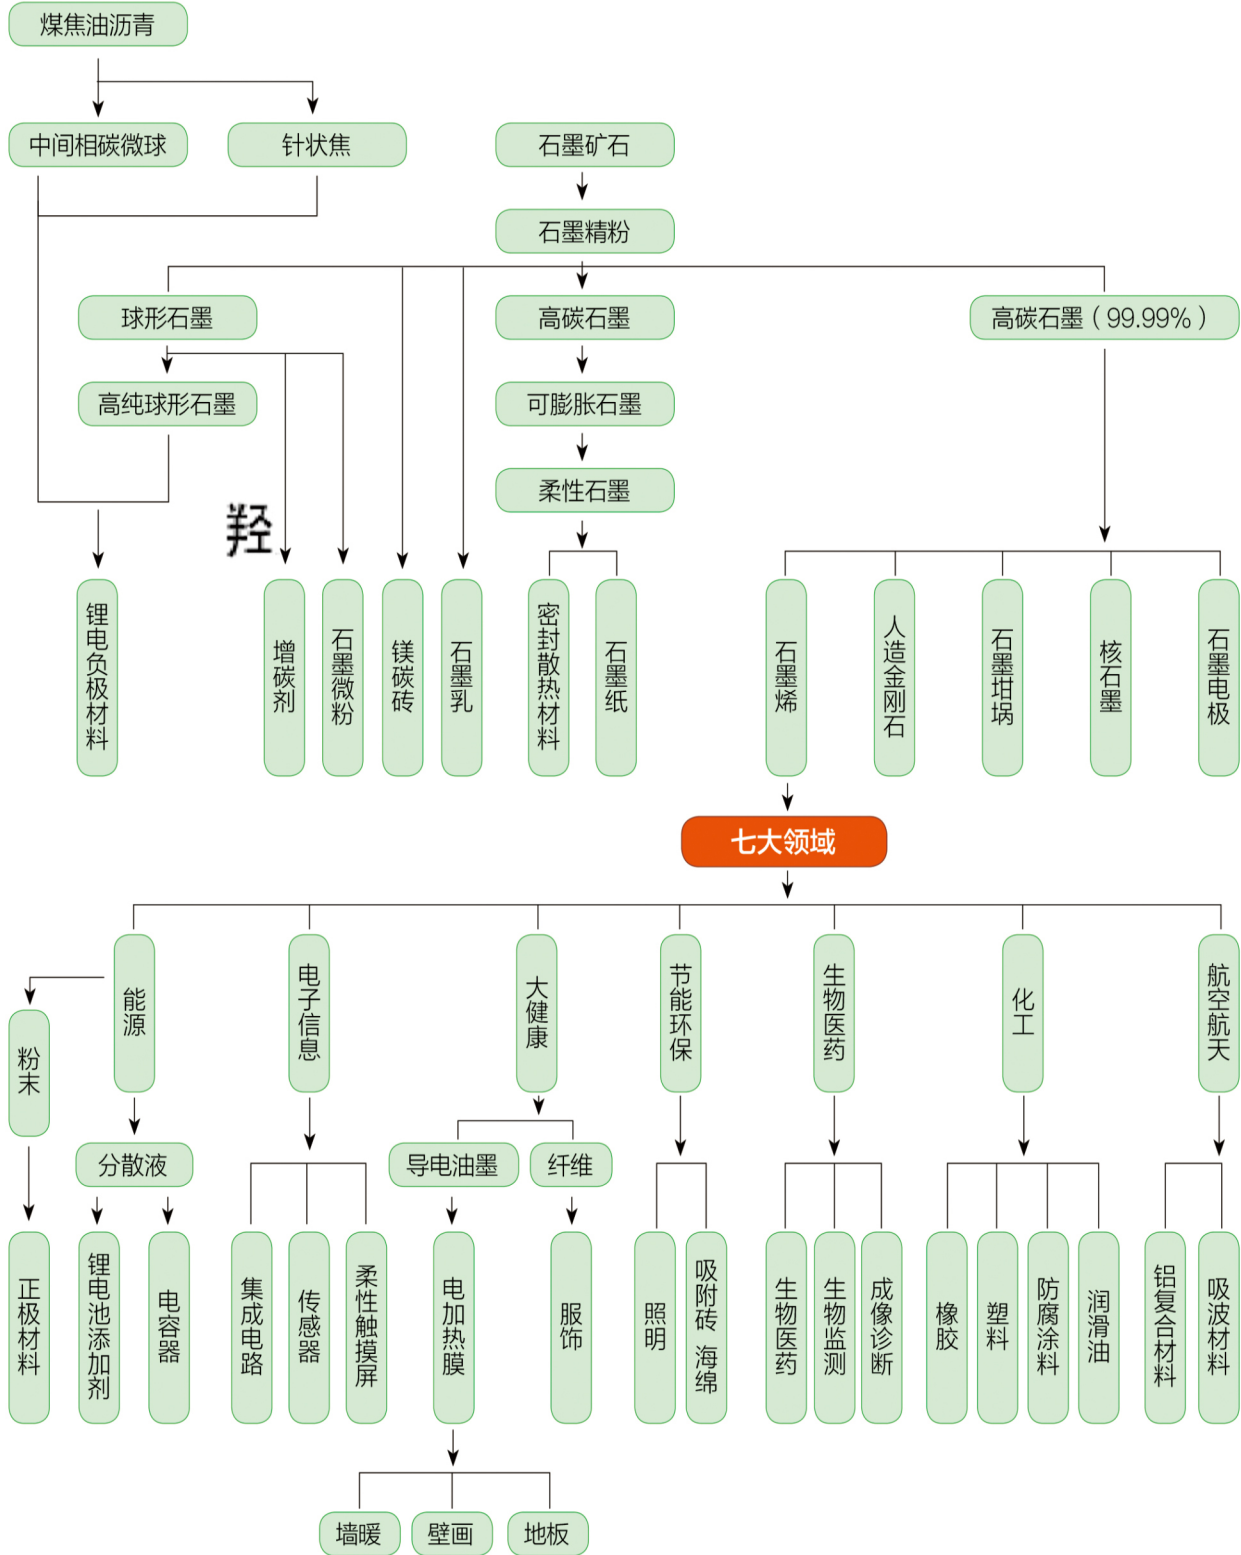 煤焦油沥青
中间相碳微球
针状焦
石墨矿石
石墨精粉
球形石墨
高碳石墨
高碳石墨（99.99%）
高纯球形石墨
可膨胀石墨
柔性石墨
羟
锂电负极材料
增碳剂
石墨微粉
镁碳砖
石墨乳
密封散热材料
石墨纸
石墨烯
人造金刚石
石墨坩埚
核石墨
石墨电极
七大领域
能源
电子信息
大健康
节能环保
生物医药
化工
航空航天
粉末
分散液
导电油墨
纤维
正极材料
锂电池添加剂
电容器
集成电路
传感器
柔性触摸屏
电加热膜
服饰
照明
吸附砖 海绵
生物医药
生物监测
成像诊断
橡胶
塑料
防腐涂料
润滑油
铝复合材料
吸波材料
墙暖
壁画
地板